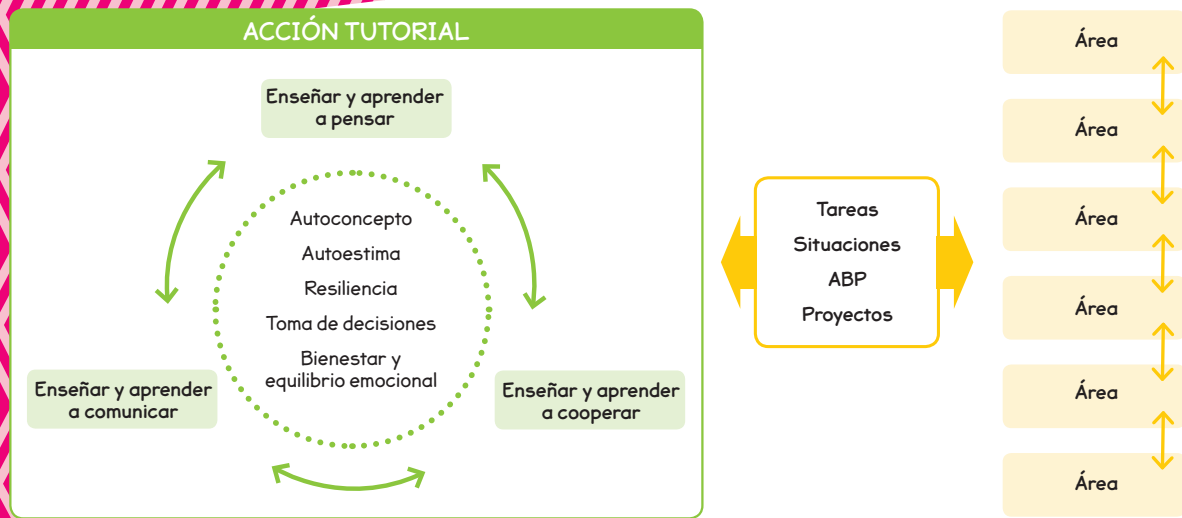 ACCIÓN TUTORIAL
Enseñar y aprender
a pensar
Autoconcepto
Autoestima
Resiliencia
Toma de decisiones
Bienestar y
equilibrio emocional
Enseñar y aprender
a comunicar
Enseñar y aprender
a cooperar
Tareas
Situaciones
ABP
Proyectos
Área
Área
Área
Área
Área
Área